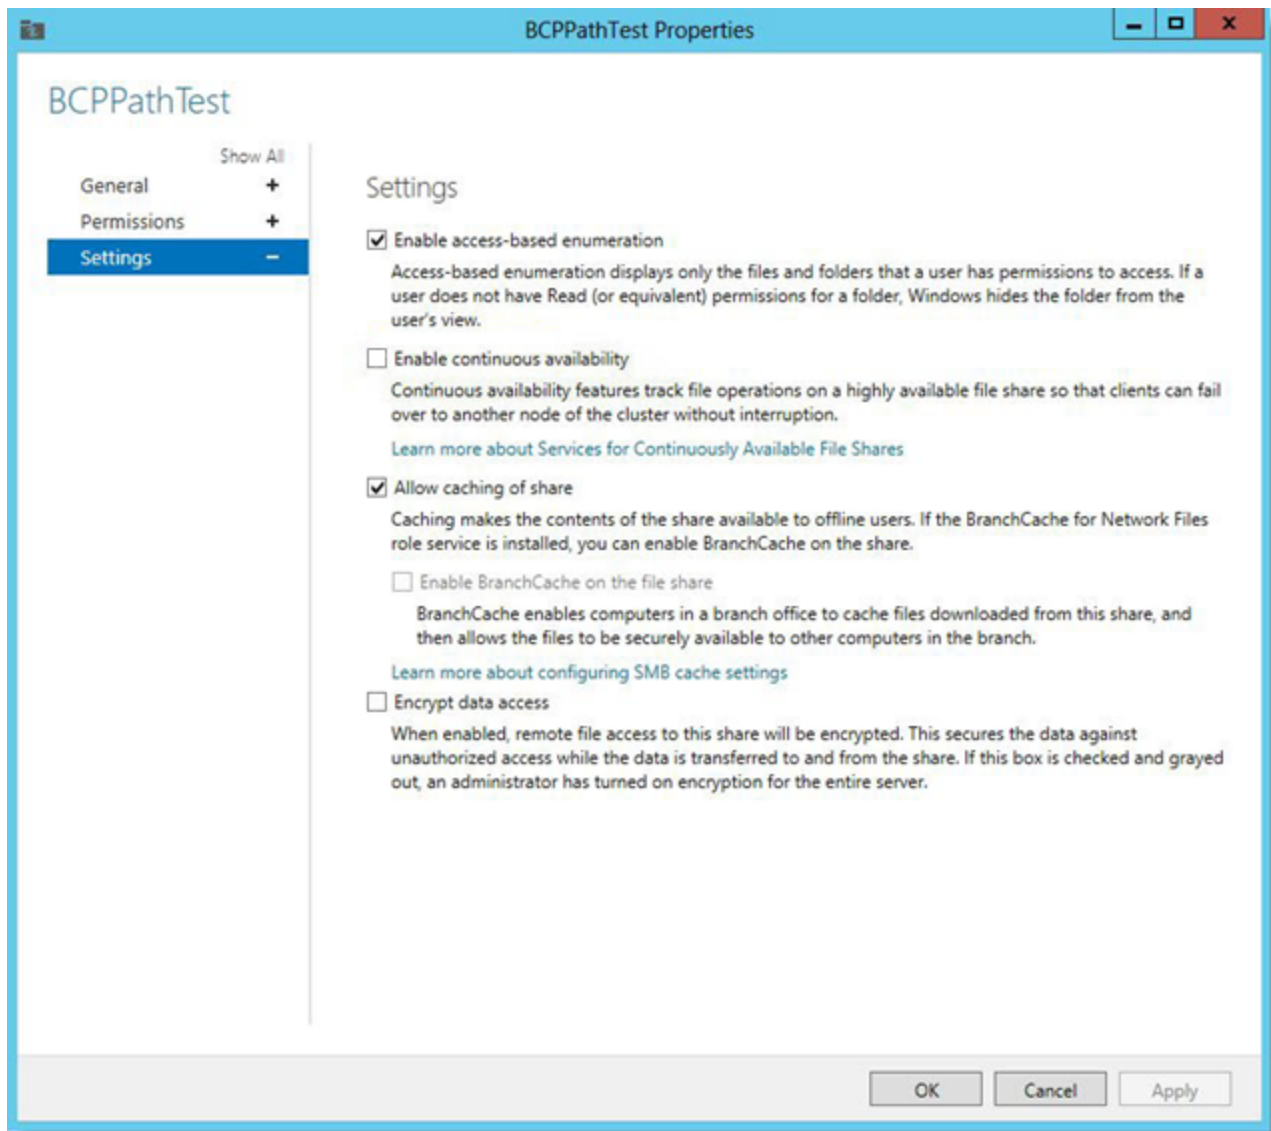 BCPPathTest Properties
BCPPathTest
Show All
General
Permissions
Settings
Settings
Enable access-based enumeration
Access-based enumeration displays only the files and folders that a user has permissions to access. If a
user does not have Read (or equivalent) permissions for a folder, Windows hides the folder from the
user's view.
Enable continuous availability
Continuous availability features track file operations on a highly available file share so that clients can fail
over to another node of the cluster without interruption.
Learn more about Services for Continuously Available File Shares
Allow caching of share
Caching makes the contents of the share available to offline users. If the BranchCache for Network Files
role service is installed, you can enable BranchCache on the share.
Enable BranchCache on the file share
BranchCache enables computers in a branch office to cache files downloaded from this share, and
then allows the files to be securely available to other computers in the branch.
Learn more about configuring SMB cache settings
Encrypt data access
When enabled, remote file access to this share will be encrypted. This secures the data against
unauthorized access while the data is transferred to and from the share. If this box is checked and grayed
out, an administrator has turned on encryption for the entire server.
OK Cancel Apply